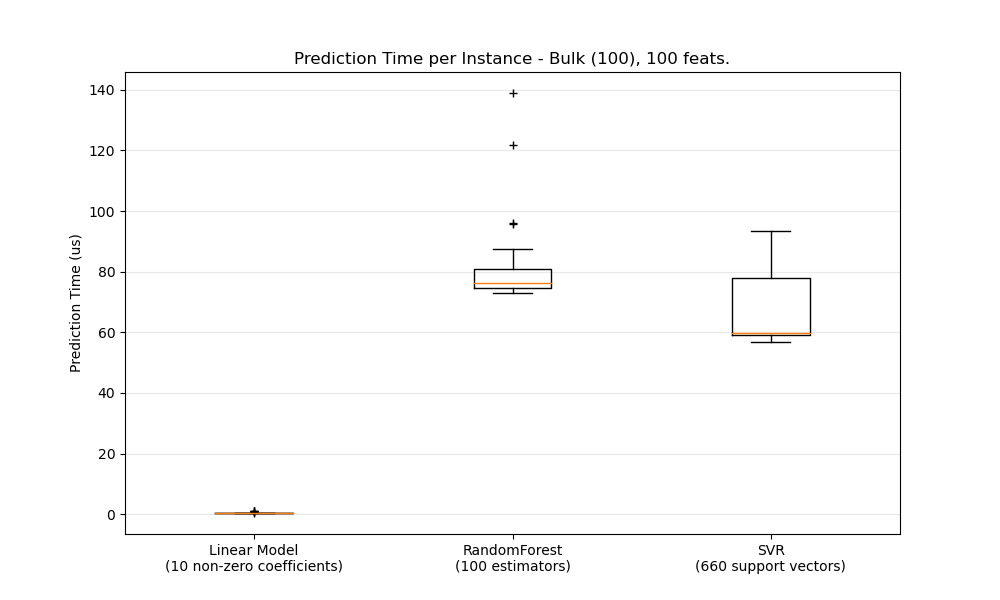 Prediction Time per Instance - Bulk (100), 100 feats.
140
120
100
80
60
40
20
0
Prediction Time (us)
Linear Model
(10 non-zero coefficients)
RandomForest
(100 estimators)
SVR
(660 support vectors)